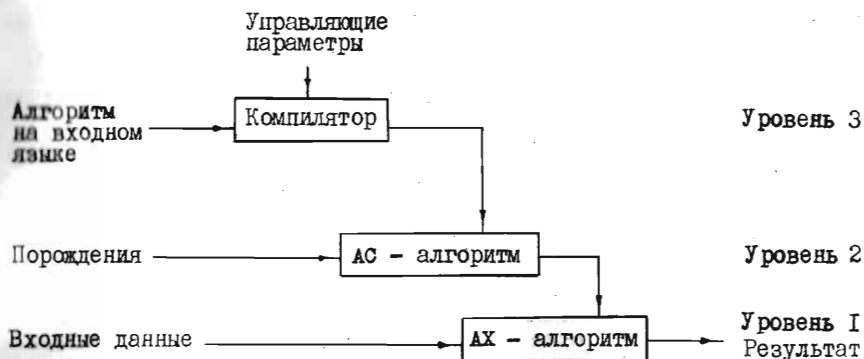 Управляющие
параметры
Алгоритм
на входном
языке
Компилятор
Уровень 3
Порождения
АС - алгоритм
Уровень 2
Входные данные
АХ - алгоритм
Уровень I
Результат